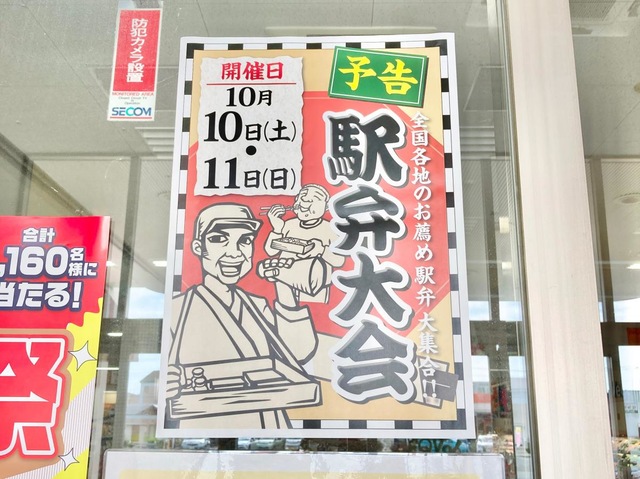 防犯カメラ設置
SECOM
開催日
10月
10日(土)
・
11日(日)
予告
駅弁大会
全国各地のお薦め駅弁大集合!!
合計
,160名
様に
当たる!
祭